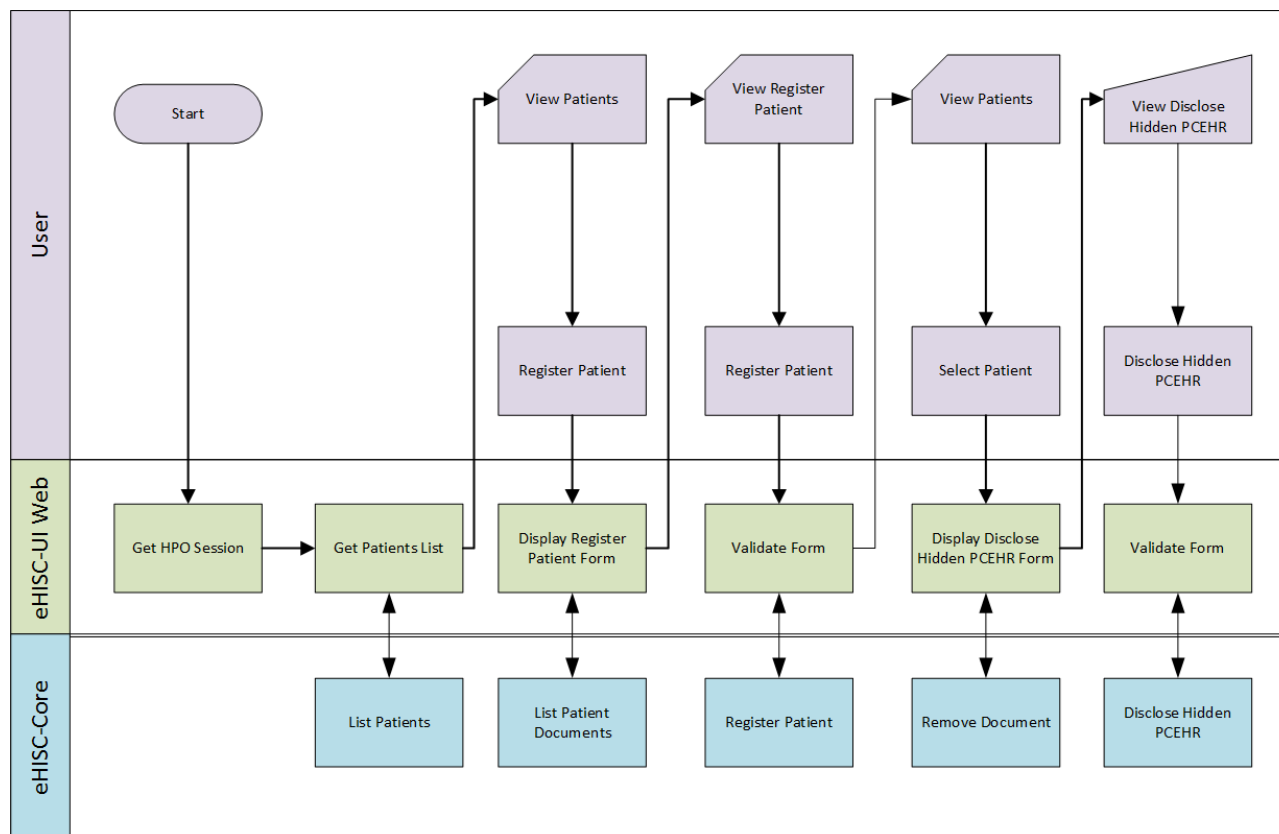 User
Start
View Patients
View Register
Patient
View Patients
View Disclose
Hidden PCEHR
Register Patient
Register Patient
Select Patient
Disclose Hidden
PCEHR
eHISC-UI Web
Get HPO Session
Get Patients List
Display Register
Patient Form
Validate Form
Display Disclose
Hidden PCEHR Form
Validate Form
eHISC-Core
List Patients
List Patient
Documents
Register Patient
Remove Document
Disclose Hidden
PCEHR